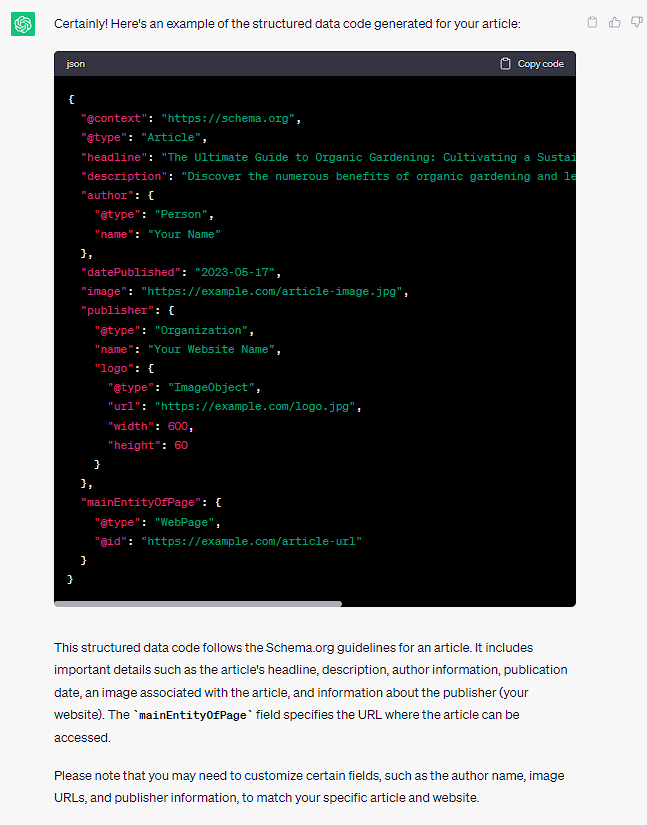 Certainly! Here's an example of the structured data code generated for your article:
json
Copy code
{
"@context": "https://schema.org",
"@type": "Article",
"headline": "The Ultimate Guide to Organic Gardening: Cultivating a Sustai
"description": "Discover the numerous benefits of organic gardening and le
"author": {
"@type": "Person",
"name": "Your Name"
},
"datePublished": "2023-05-17",
"image": "https://example.com/article-image.jpg",
"publisher": {
"@type": "Organization",
"name": "Your Website Name",
"logo": {
"@type": "ImageObject",
"url": "https://example.com/logo.jpg",
"width": 600,
"height": 60
}
},
"mainEntityOfPage": {
"@type": "WebPage",
"@id": "https://example.com/article-url"
}
}
This structured data code follows the Schema.org guidelines for an article. It includes
important details such as the article's headline, description, author information, publication
date, an image associated with the article, and information about the publisher (your
website). The `mainEntityOfPage` field specifies the URL where the article can be
accessed.
Please note that you may need to customize certain fields, such as the author name, image
URLs, and publisher information, to match your specific article and website.